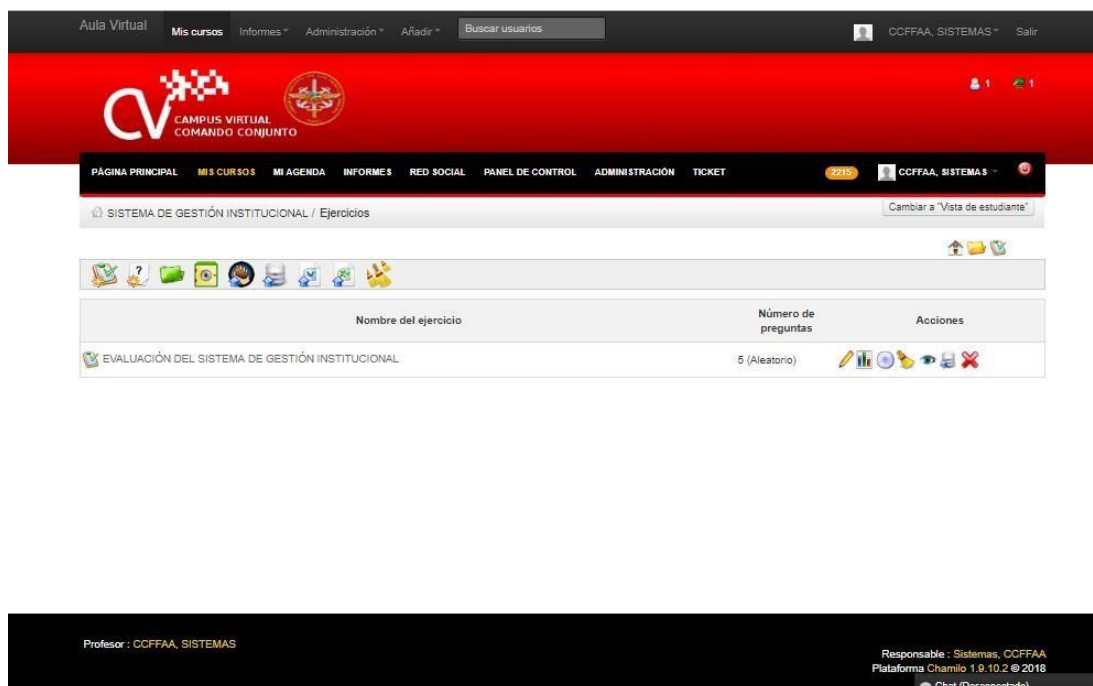 Aula Virtual Mis cursos Informes Administración Añadir Buscar usuarios CCFFAA, SISTEMAS Salir
1 1
CV CAMPUS VIRTUAL
COMANDO CONJUNTO
PÁGINA PRINCIPAL MIS CURSOS MI AGENDA INFORMES RED SOCIAL PANEL DE CONTROL ADMINISTRACIÓN TICKET 2215 CCFFAA, SISTEMAS
SISTEMA DE GESTIÓN INSTITUCIONAL / Ejercicios Cambiar a "Vista de estudiante"
Nombre del ejercicio Número de preguntas Acciones
EVALUACIÓN DEL SISTEMA DE GESTIÓN INSTITUCIONAL 5 (Aleatorio)
Profesor : CCFFAA, SISTEMAS
Responsable : Sistemas, CCFFAA
Plataforma Chamilo 1.9.10.2 © 2018
Chat (Desconectado)